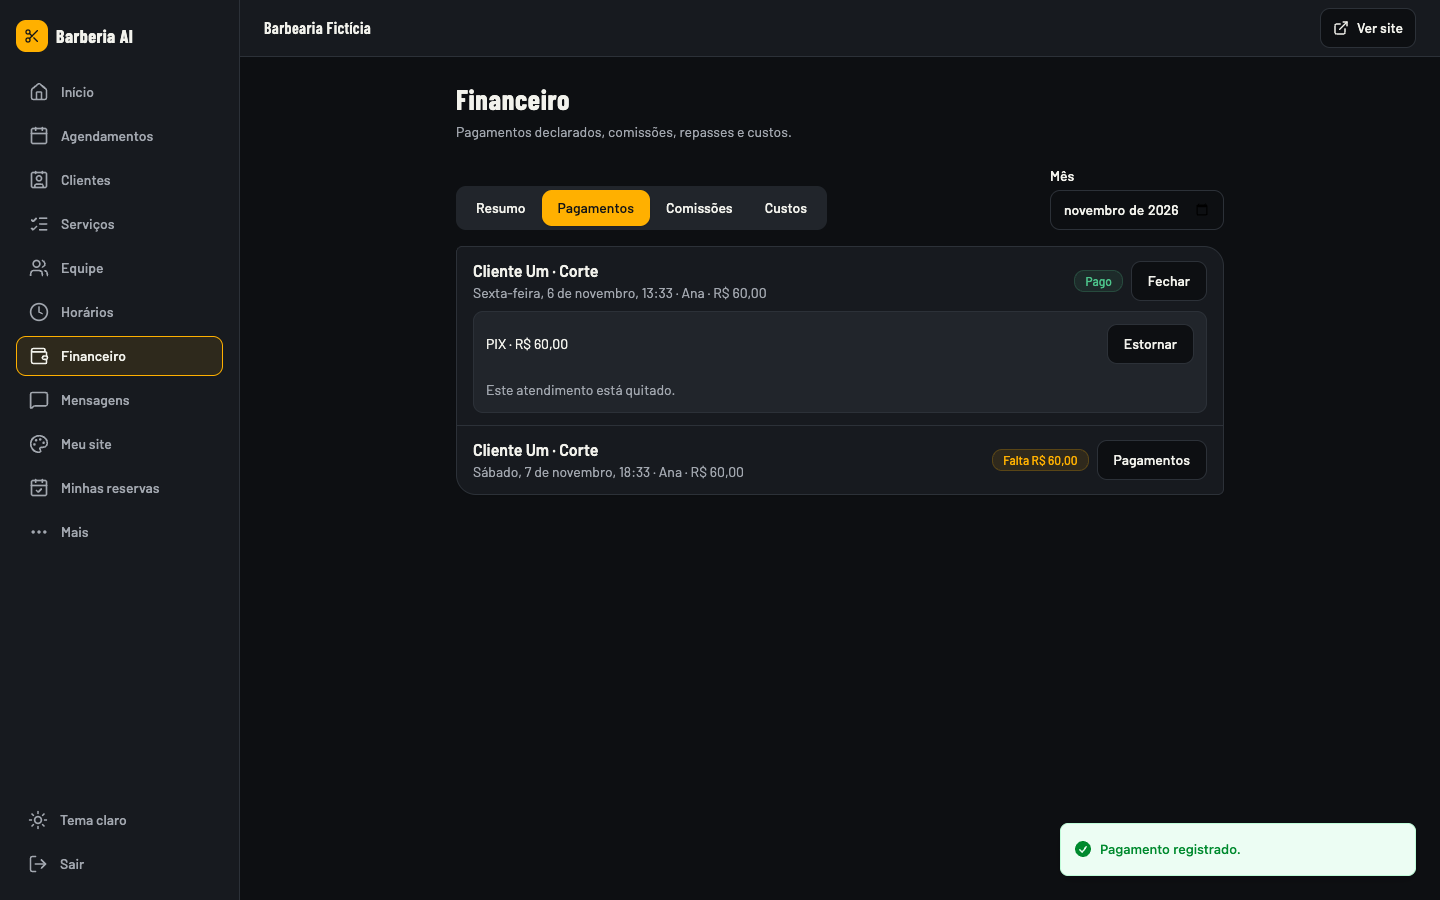 Barberia AI
Barbearia Fictícia
Ver site
Início
Agendamentos
Clientes
Serviços
Equipe
Horários
Financeiro
Mensagens
Meu site
Minhas reservas
Mais
Tema claro
Sair
Financeiro
Pagamentos declarados, comissões, repasses e custos.
Mês
Resumo Pagamentos Comissões Custos
novembro de 2026
Cliente Um · Corte
Sexta-feira, 6 de novembro, 13:33 · Ana · R$ 60,00
Pago
Fechar
PIX · R$ 60,00
Estornar
Este atendimento está quitado.
Cliente Um · Corte
Sábado, 7 de novembro, 18:33 · Ana · R$ 60,00
Falta R$ 60,00
Pagamentos
Pagamento registrado.